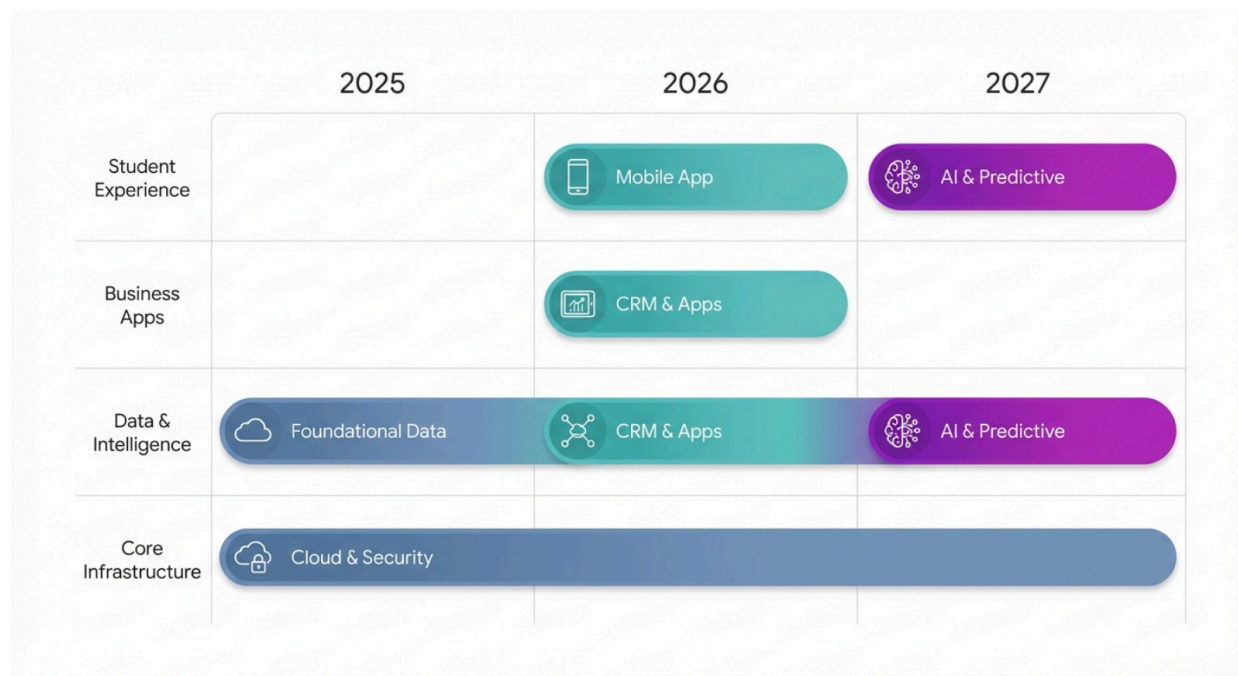 2025
2026
2027
Student
Experience
Mobile App
AI & Predictive
Business
Apps
CRM & Apps
Data &
Intelligence
Foundational Data
CRM & Apps
AI & Predictive
Core
Infrastructure
Cloud & Security